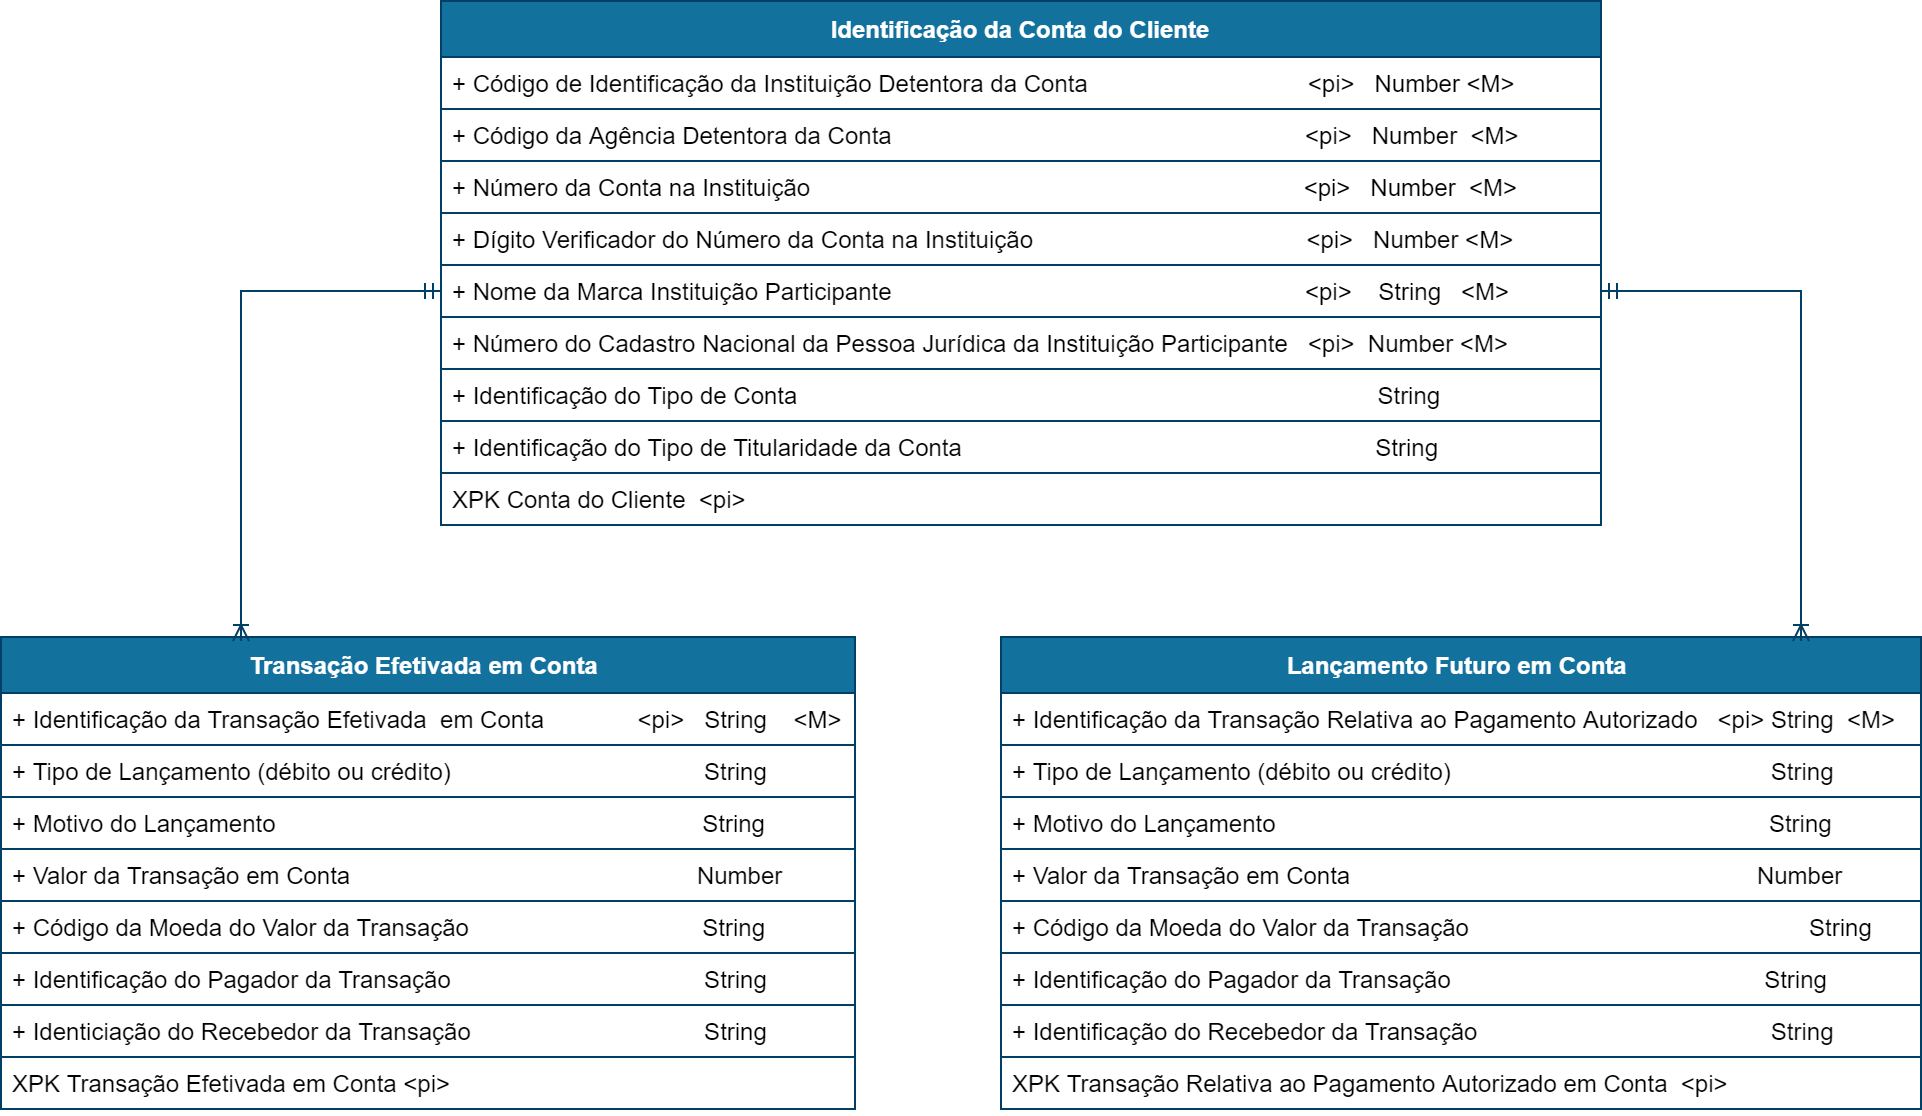 Identificação da Conta do Cliente
+ Código de Identificação da Instituição Detentora da Conta <pi> Number <M>
+ Código da Agência Detentora da Conta <pi> Number <M>
+ Número da Conta na Instituição <pi> Number <M>
+ Dígito Verificador do Número da Conta na Instituição <pi> Number <M>
+ Nome da Marca Instituição Participante <pi> String <M>
+ Número do Cadastro Nacional da Pessoa Jurídica da Instituição Participante <pi> Number <M>
+ Identificação do Tipo de Conta String
+ Identificação do Tipo de Titularidade da Conta String
XPK Conta do Cliente <pi>
Transação Efetivada em Conta
+ Identificação da Transação Efetivada em Conta <pi> String <M>
+ Tipo de Lançamento (débito ou crédito) String
+ Motivo do Lançamento String
+ Valor da Transação em Conta Number
+ Código da Moeda do Valor da Transação String
+ Identificação do Pagador da Transação String
+ Identiciação do Recebedor da Transação String
XPK Transação Efetivada em Conta <pi>
Lançamento Futuro em Conta
+ Identificação da Transação Relativa ao Pagamento Autorizado <pi> String <M>
+ Tipo de Lançamento (débito ou crédito) String
+ Motivo do Lançamento String
+ Valor da Transação em Conta Number
+ Código da Moeda do Valor da Transação String
+ Identificação do Pagador da Transação String
+ Identificação do Recebedor da Transação String
XPK Transação Relativa ao Pagamento Autorizado em Conta <pi>